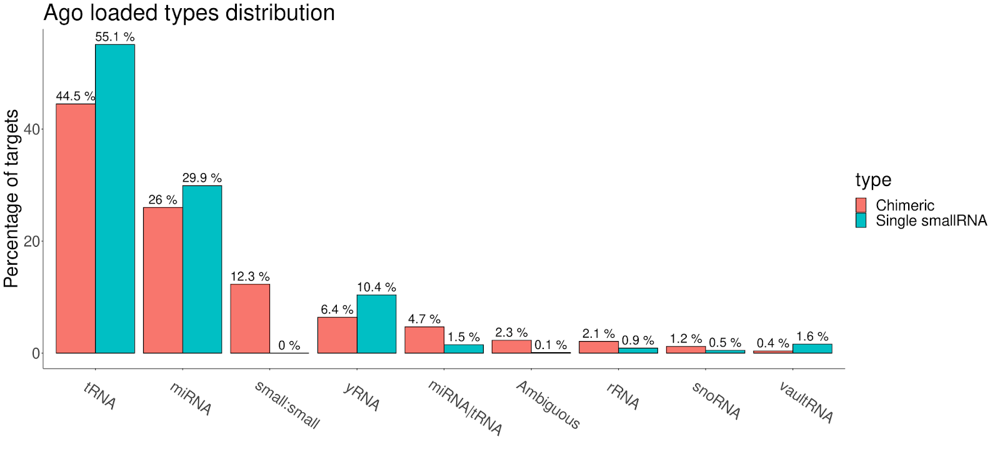 Ago loaded types distribution
Percentage of targets
40
20
0
44.5 %
55.1 %
26 %
29.9 %
12.3 %
0 %
6.4 %
10.4 %
4.7 %
1.5 %
2.3 %
0.1 %
2.1 %
0.9 %
1.2 %
0.5 %
0.4 %
1.6 %
tRNA
miRNA
small:small
yRNA
miRNA|tRNA
Ambiguous
rRNA
snoRNA
vaultRNA
type
Chimeric
Single smallRNA